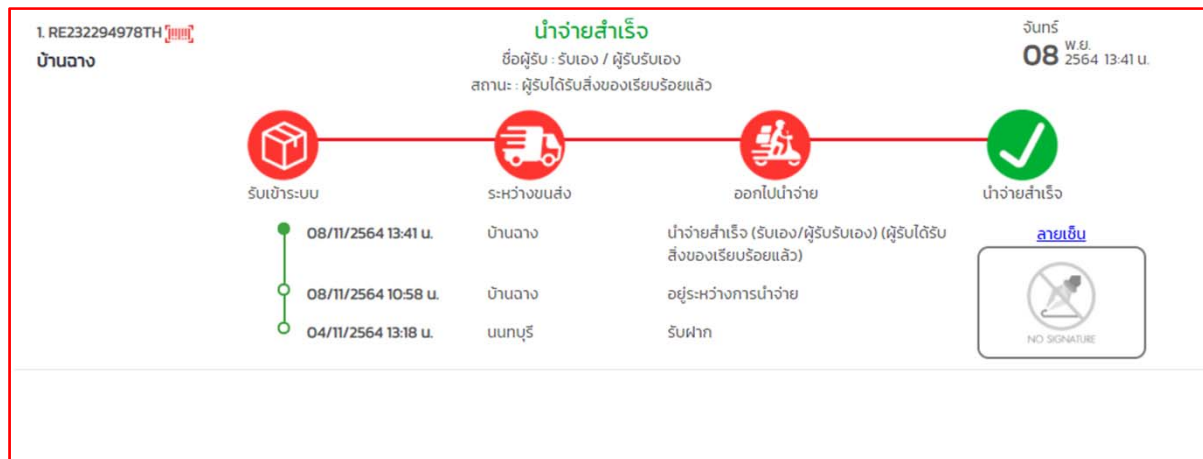 1. RE232294978TH
บ้านฉาง
นำจ่ายสำเร็จ
ชื่อผู้รับ : รับเอง / ผู้รับรับเอง
สถานะ : ผู้รับได้รับสิ่งของเรียบร้อยแล้ว
จันทร์
08 พ.ย. 2564 13:41 น.
รับเข้าระบบ
ระหว่างขนส่ง
ออกไปนำจ่าย
นำจ่ายสำเร็จ
08/11/2564 13:41 น. บ้านฉาง นำจ่ายสำเร็จ (รับเอง/ผู้รับรับเอง) (ผู้รับได้รับ
สิ่งของเรียบร้อยแล้ว)
08/11/2564 10:58 น. บ้านฉาง อยู่ระหว่างการนำจ่าย
04/11/2564 13:18 น. นนทบุรี รับฝาก
ลายเซ็น
NO SIGNATURE